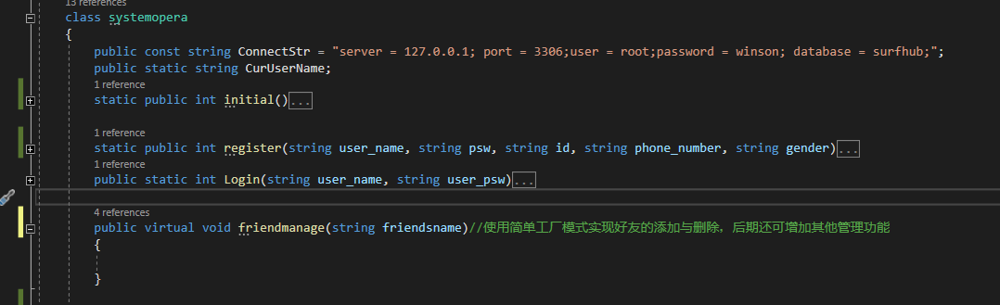 13 references
class systemopera
{
public const string ConnectStr = "server = 127.0.0.1; port = 3306;user = root;password = winson; database = surfhub;";
public static string CurUserName;
1 reference
static public int initial()...
1 reference
static public int register(string user_name, string psw, string id, string phone_number, string gender)...
1 reference
public static int Login(string user_name, string user_psw)...
4 references
public virtual void friendmanage(string friendsname)//使用简单工厂模式实现好友的添加与删除，后期还可增加其他管理功能
{
}